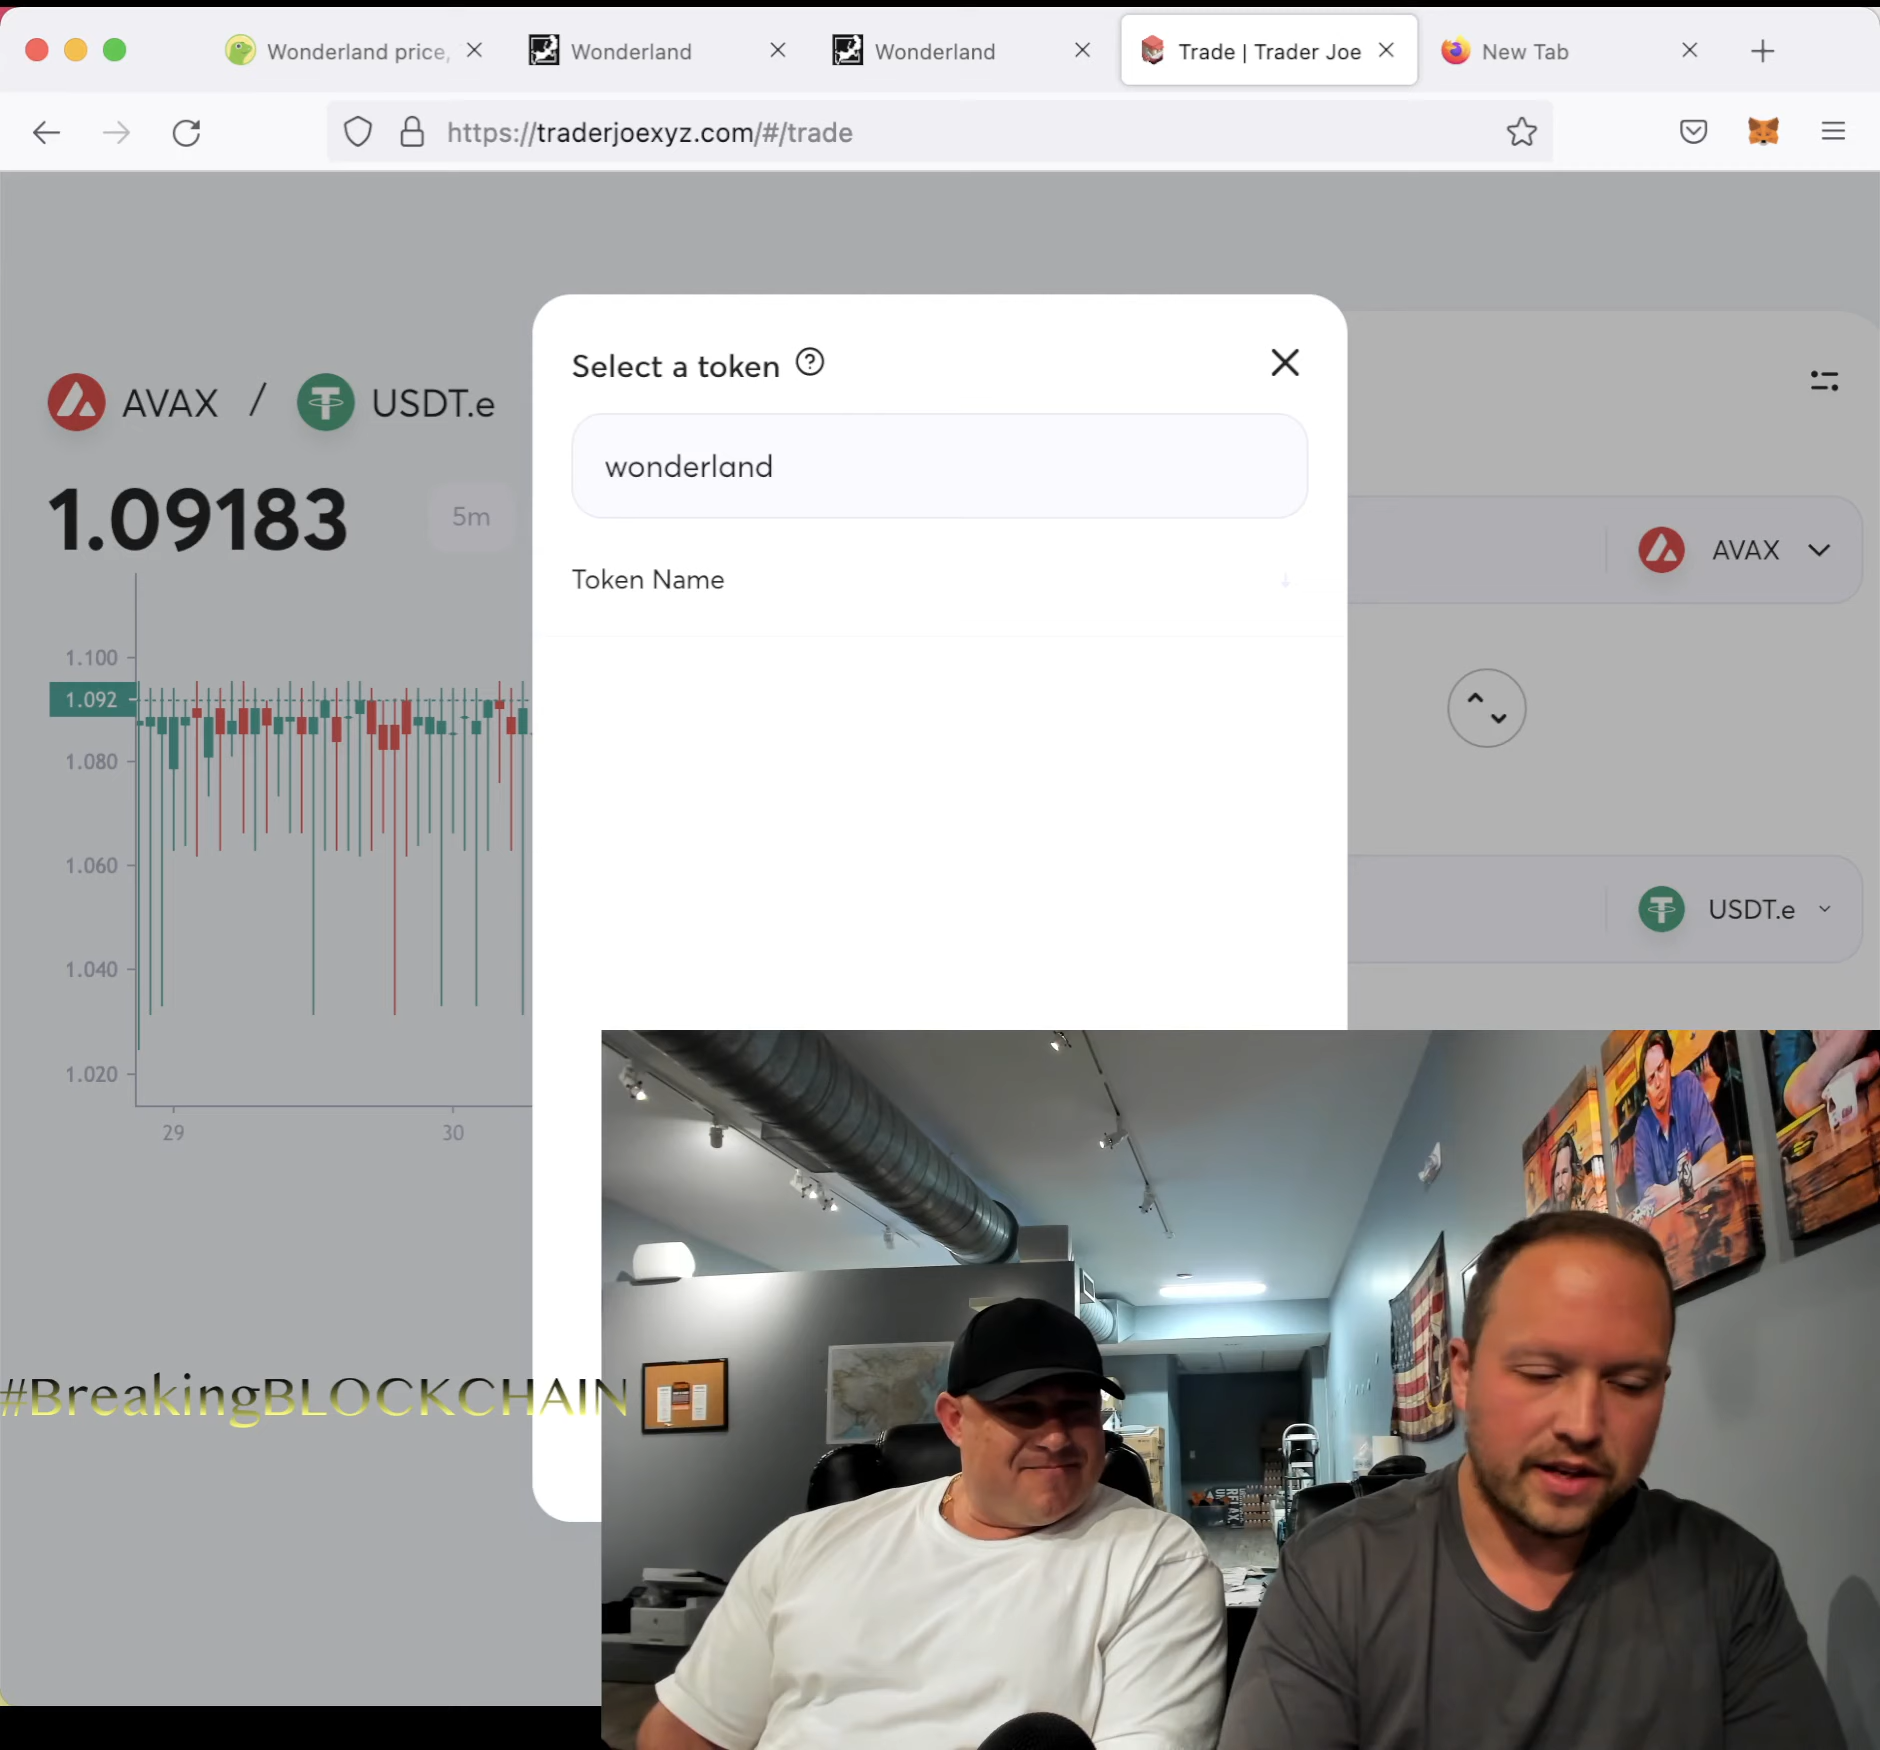 Wonderland price,
Wonderland
Wonderland
Trade | Trader Joe
New Tab
https://traderjoexyz.com/#/trade
Select a token
AVAX / USDT.e
wonderland
1.09183
5m
AVAX
Token Name
1.100
1.092
1.080
1.060
USDT.e
1.040
1.020
29
30
#BreakingBLOCKCHAIN